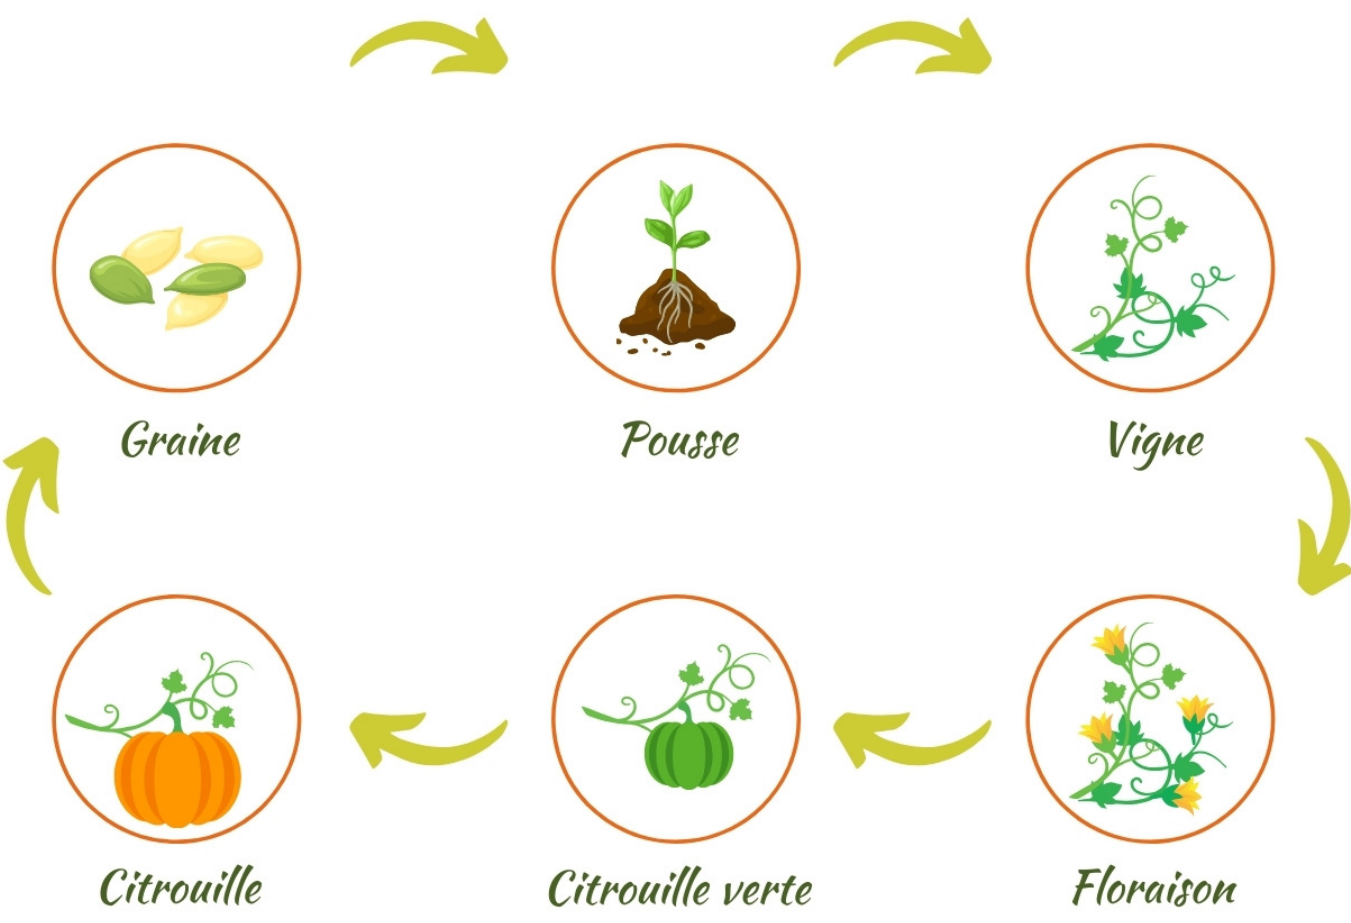 Graine
Pousse
Vigne
Citrouille
Citrouille verte
Floraison